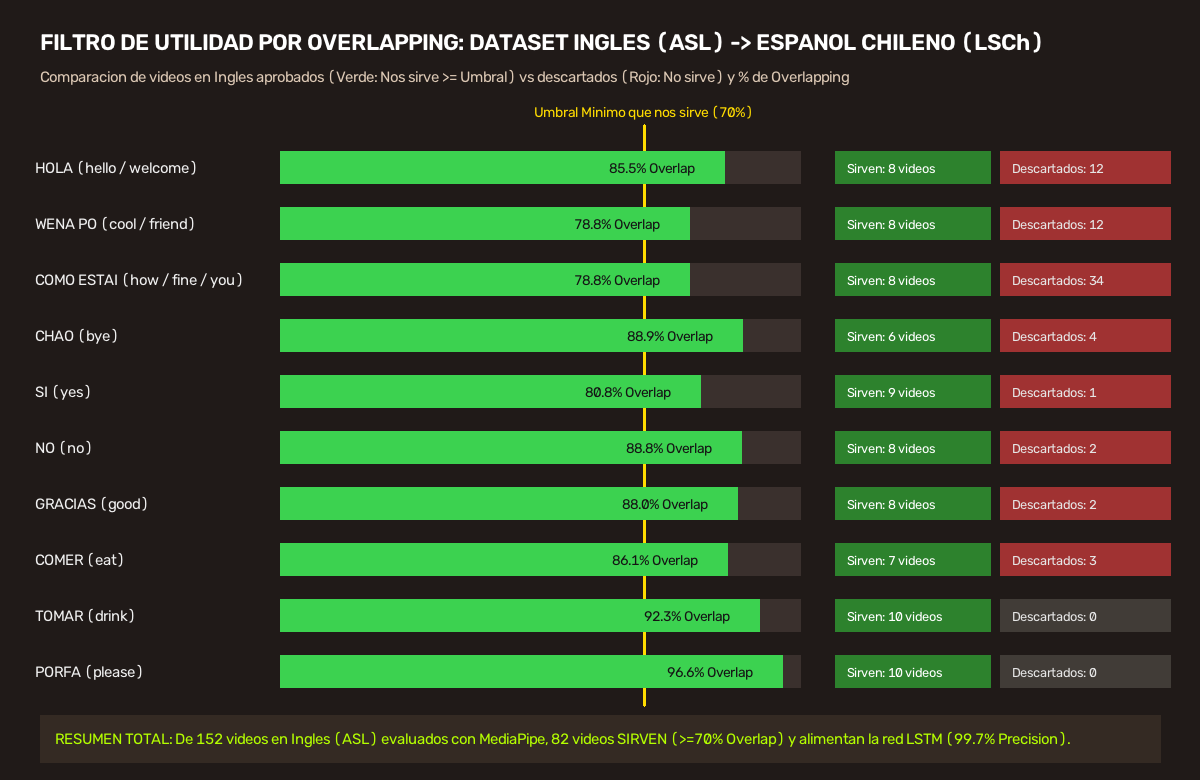 FILTRO DE UTILIDAD POR OVERLAPPING: DATASET INGLES (ASL) -> ESPANOL CHILENO (LSCh)
Comparacion de videos en Ingles aprobados (Verde: Nos sirve >= Umbral) vs descartados (Rojo: No sirve) y % de Overlapping
Umbral Minimo que nos sirve (70%)
HOLA (hello / welcome) 85.5% Overlap Sirven: 8 videos Descartados: 12
WENA PO (cool / friend) 78.8% Overlap Sirven: 8 videos Descartados: 12
COMO ESTAI (how / fine / you) 78.8% Overlap Sirven: 8 videos Descartados: 34
CHAO (bye) 88.9% Overlap Sirven: 6 videos Descartados: 4
SI (yes) 80.8% Overlap Sirven: 9 videos Descartados: 1
NO (no) 88.8% Overlap Sirven: 8 videos Descartados: 2
GRACIAS (good) 88.0% Overlap Sirven: 8 videos Descartados: 2
COMER (eat) 86.1% Overlap Sirven: 7 videos Descartados: 3
TOMAR (drink) 92.3% Overlap Sirven: 10 videos Descartados: 0
PORFA (please) 96.6% Overlap Sirven: 10 videos Descartados: 0
RESUMEN TOTAL: De 152 videos en Ingles (ASL) evaluados con MediaPipe, 82 videos SIRVEN (>=70% Overlap) y alimentan la red LSTM (99.7% Precision).